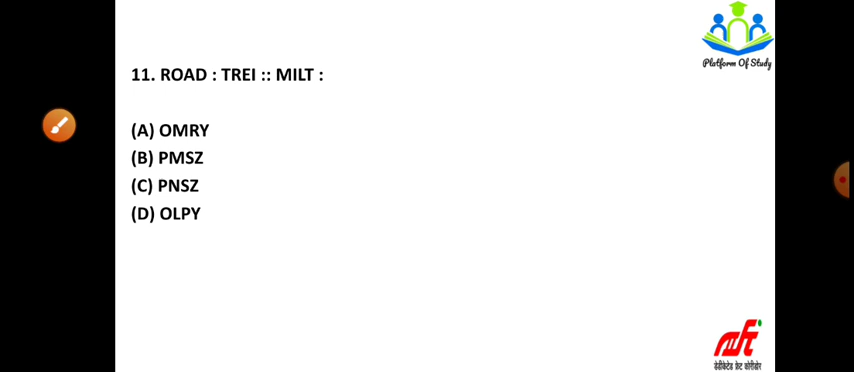 Platform Of Study
11. ROAD : TREI :: MILT :
(A) OMRY
(B) PMSZ
(C) PNSZ
(D) OLPY
डेडीकेटेड फ्रेट कोरीडोर